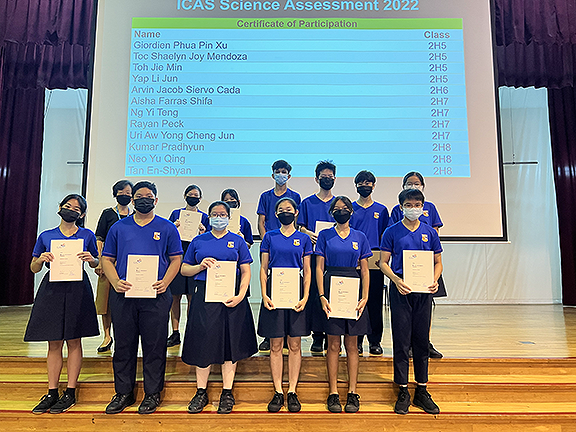 ICAS Science Assessment 2022
Certificate of Participation
Name Class
Giordien Phua Pin Xu 2H5
Toc Shaelyn Joy Mendoza 2H5
Toh Jie Min 2H5
Yap Li Jun 2H5
Arvin Jacob Siervo Cada 2H6
Aisha Farras Shifa 2H7
Ng Yi Teng 2H7
Rayan Peck 2H7
Uri Aw Yong Cheng Jun 2H7
Kumar Pradhyun 2H8
Neo Yu Qing 2H8
Tan En-Shyan 2H8